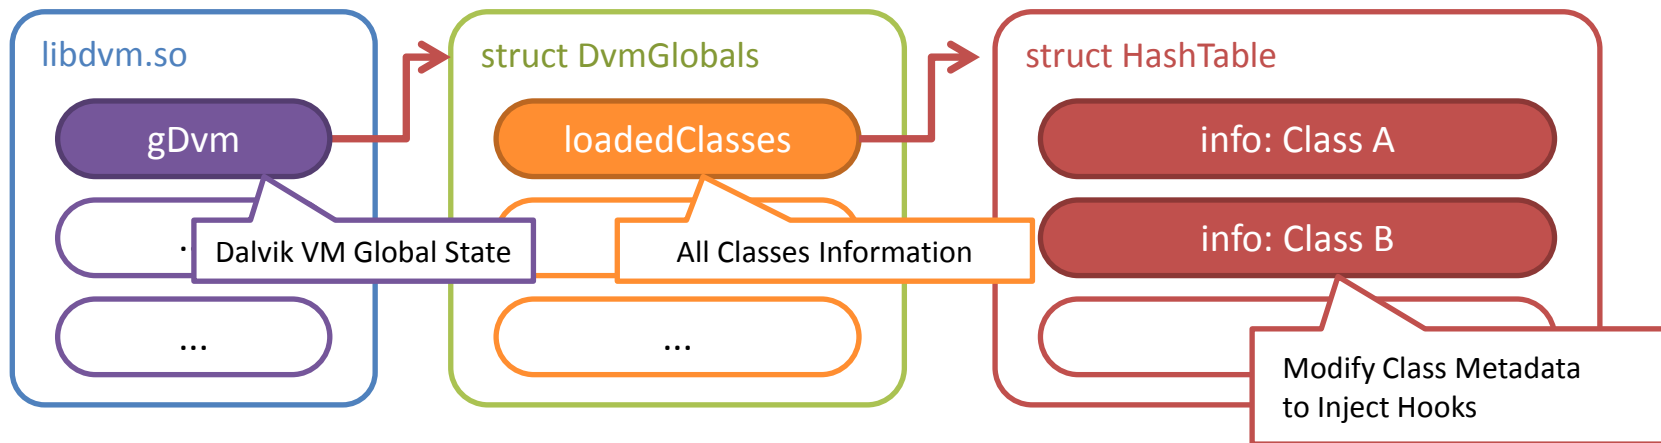 libdvm.so
gDvm
..
Dalvik VM Global State
...
struct DvmGlobals
loadedClasses
All Classes Information
...
struct HashTable
info: Class A
info: Class B
Modify Class Metadata
to Inject Hooks